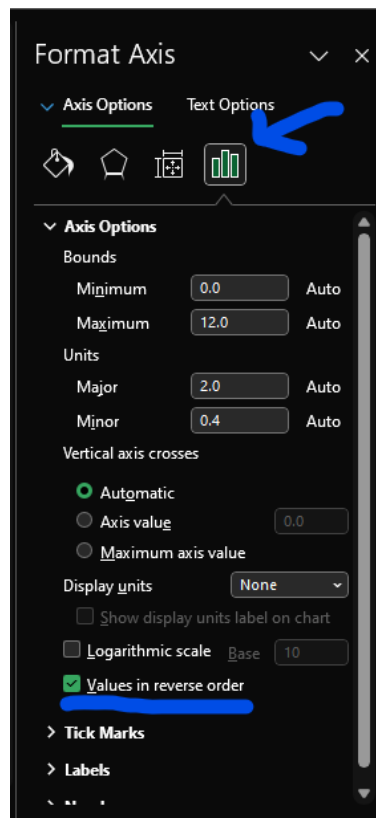 Format Axis
Axis Options Text Options
Axis Options
Bounds
Minimum 0.0 Auto
Maximum 12.0 Auto
Units
Major 2.0 Auto
Minor 0.4 Auto
Vertical axis crosses
Automatic
Axis value 0.0
Maximum axis value
Display units None
Show display units label on chart
Logarithmic scale Base 10
Values in reverse order
Tick Marks
Labels